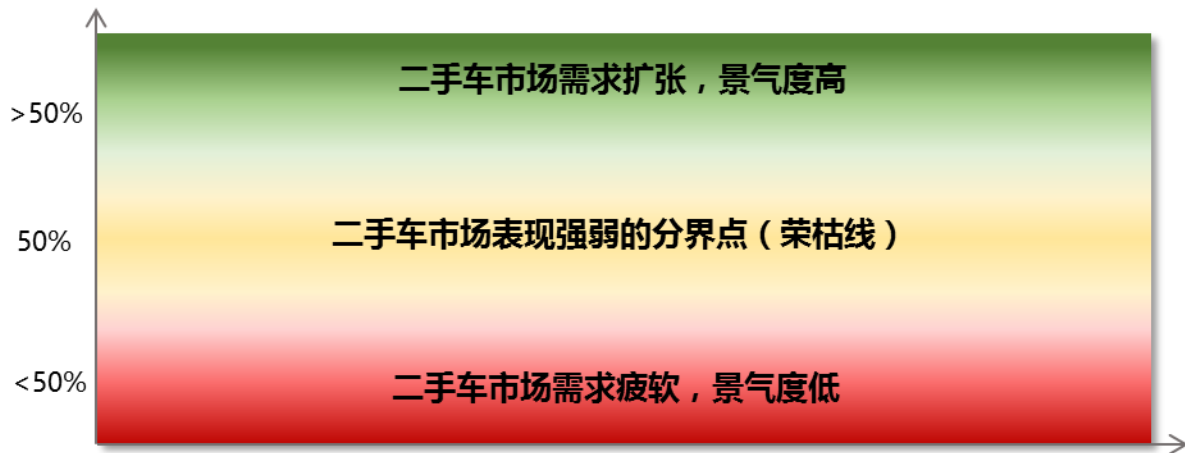 二手车市场需求扩张，景气度高
>50%
二手车市场表现强弱的分界点（荣枯线）
50%
二手车市场需求疲软，景气度低
<50%